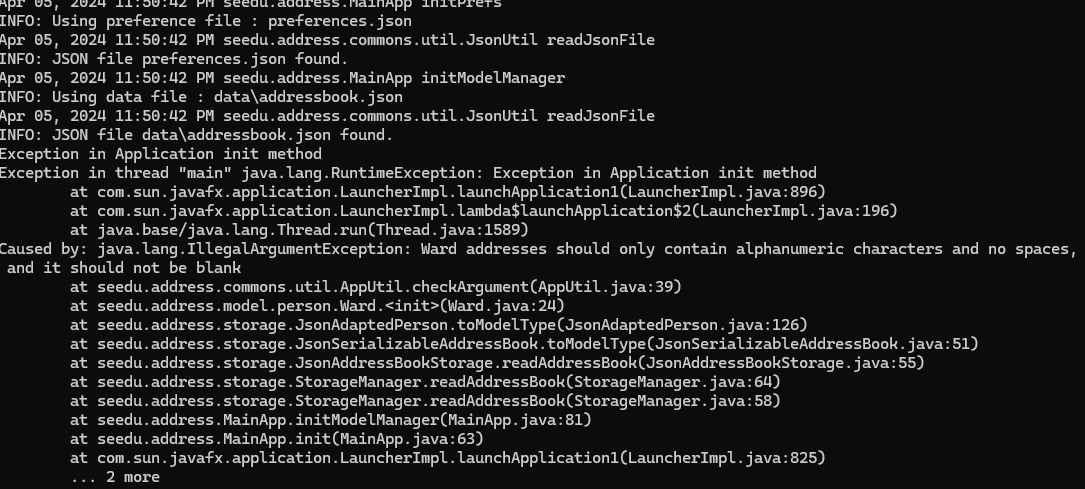 Apr 05, 2024 11:50:42 PM seedu.address.MainApp initPrefs
INFO: Using preference file : preferences.json
Apr 05, 2024 11:50:42 PM seedu.address.commons.util.JsonUtil readJsonFile
INFO: JSON file preferences.json found.
Apr 05, 2024 11:50:42 PM seedu.address.MainApp initModelManager
INFO: Using data file : data\addressbook.json
Apr 05, 2024 11:50:42 PM seedu.address.commons.util.JsonUtil readJsonFile
INFO: JSON file data\addressbook.json found.
Exception in Application init method
Exception in thread "main" java.lang.RuntimeException: Exception in Application init method
        at com.sun.javafx.application.LauncherImpl.launchApplication1(LauncherImpl.java:896)
        at com.sun.javafx.application.LauncherImpl.lambda$launchApplication$2(LauncherImpl.java:196)
        at java.base/java.lang.Thread.run(Thread.java:1589)
Caused by: java.lang.IllegalArgumentException: Ward addresses should only contain alphanumeric characters and no spaces,
 and it should not be blank
        at seedu.address.commons.util.AppUtil.checkArgument(AppUtil.java:39)
        at seedu.address.model.person.Ward.<init>(Ward.java:24)
        at seedu.address.storage.JsonAdaptedPerson.toModelType(JsonAdaptedPerson.java:126)
        at seedu.address.storage.JsonSerializableAddressBook.toModelType(JsonSerializableAddressBook.java:51)
        at seedu.address.storage.JsonAddressBookStorage.readAddressBook(JsonAddressBookStorage.java:55)
        at seedu.address.storage.StorageManager.readAddressBook(StorageManager.java:64)
        at seedu.address.storage.StorageManager.readAddressBook(StorageManager.java:58)
        at seedu.address.MainApp.initModelManager(MainApp.java:81)
        at seedu.address.MainApp.init(MainApp.java:63)
        at com.sun.javafx.application.LauncherImpl.launchApplication1(LauncherImpl.java:825)
        ... 2 more